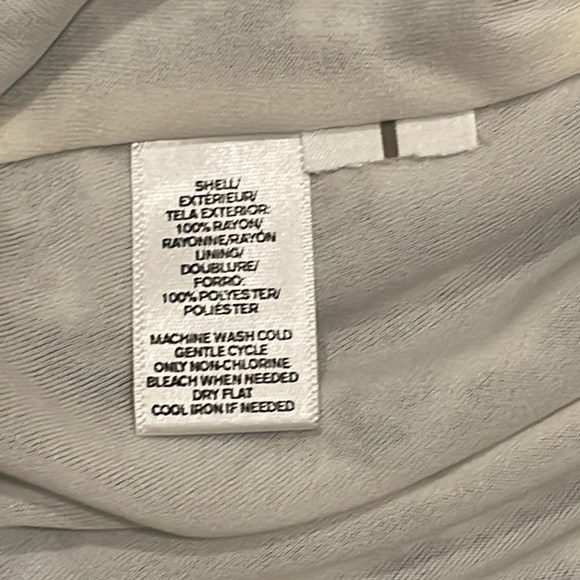 SHELL/
EXTÉRIEUR/
TELA EXTERIOR:
100% RAYON/
RAYONNE/RAYÓN
LINING/
DOUBLURE/
FORRO:
100% POLYESTER/
POLIÉSTER
MACHINE WASH COLD
GENTLE CYCLE
ONLY NON-CHLORINE
BLEACH WHEN NEEDED
DRY FLAT
COOL IRON IF NEEDED